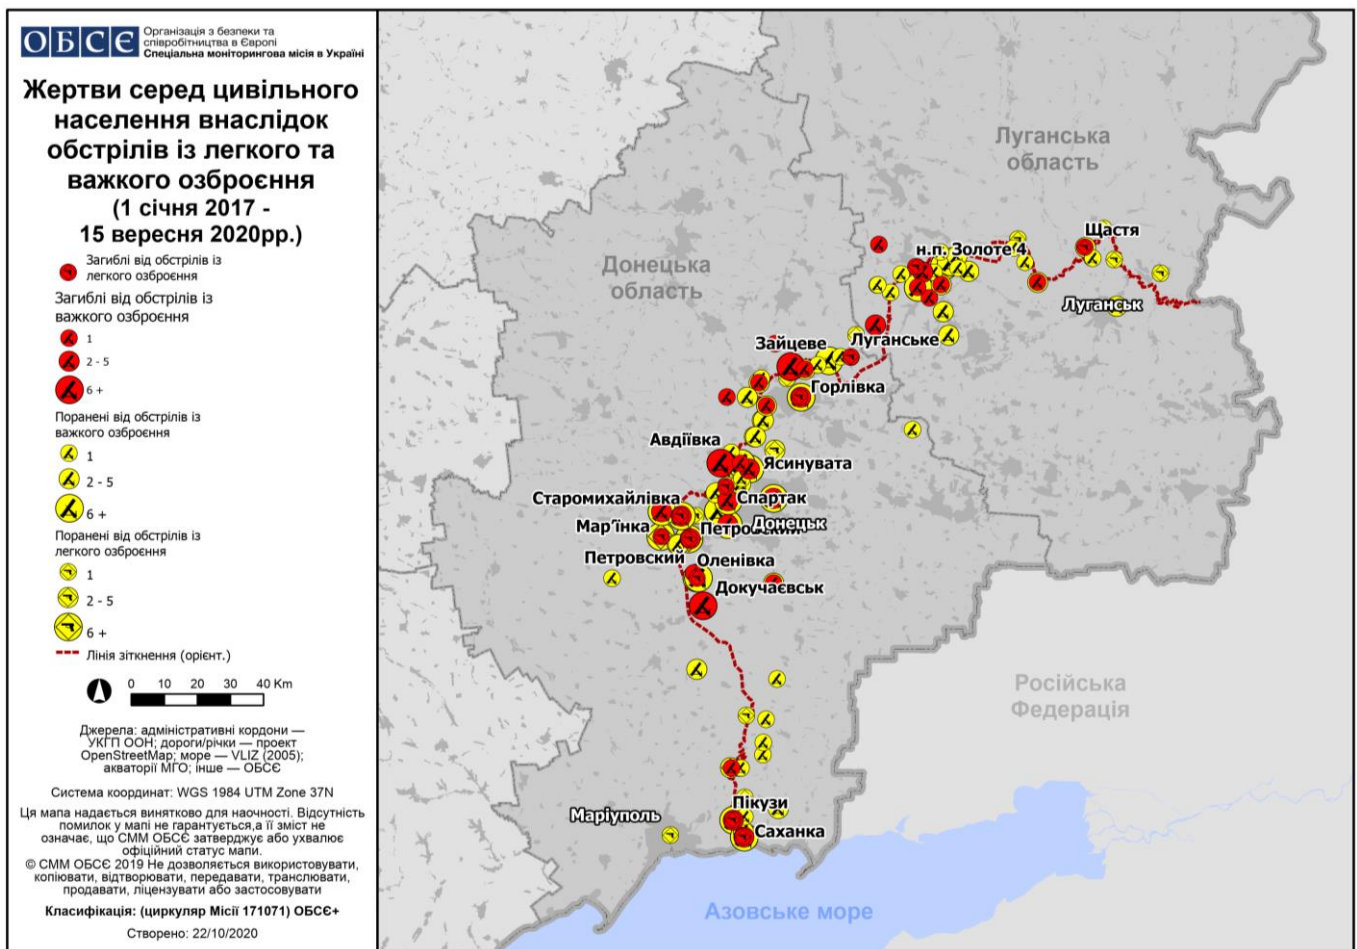 ОБСЄ
Організація з безпеки та
співробітництва в Європі
Спеціальна моніторингова місія в Україні
Жертви серед цивільного
населення внаслідок
обстрілів із легкого та
важкого озброєння
(1 січня 2017 -
15 вересня 2020рр.)
Загиблі від обстрілів із
легкого озброєння
Загиблі від обстрілів із
важкого озброєння
1
2 - 5
6 +
Поранені від обстрілів із
важкого озброєння
1
2 - 5
6 +
Поранені від обстрілів із
легкого озброєння
1
2 - 5
6 +
Лінія зіткнення (орієнт.)
0 10 20 30 40 Km
Джерела: адміністративні кордони —
УКГП ООН; дороги/річки — проект
OpenStreetMap; море — VLIZ (2005);
акваторії МГО; інше — ОБСЄ
Система координат: WGS 1984 UTM Zone 37N
Ця мапа надається винятково для наочності. Відсутність
помилок у мапі не гарантується,а її зміст не
означає, що СММ ОБСЄ затверджує або ухвалює
офіційний статус мапи.
© СММ ОБСЄ 2019 Не дозволяється використовувати,
копіювати, відтворювати, передавати, транслювати,
продавати, ліцензувати або застосовувати
Класифікація: (циркуляр Місії 171071) ОБСЄ+
Створено: 22/10/2020
Луганська
область
Щастя
н.п. Золоте 4
Донецька
область
Луганськ
Зайцеве
Луганське
Горлівка
Авдіївка
Ясинувата
Старомихайлівка
Спартак
Мар'їнка
Донецьк
Петровский
Оленівка
Докучаєвськ
Російська
Федерація
Пікузи
Маріуполь
Саханка
Азовське море